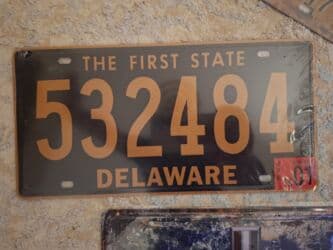 THE FIRST STATE
532484
DELAWARE